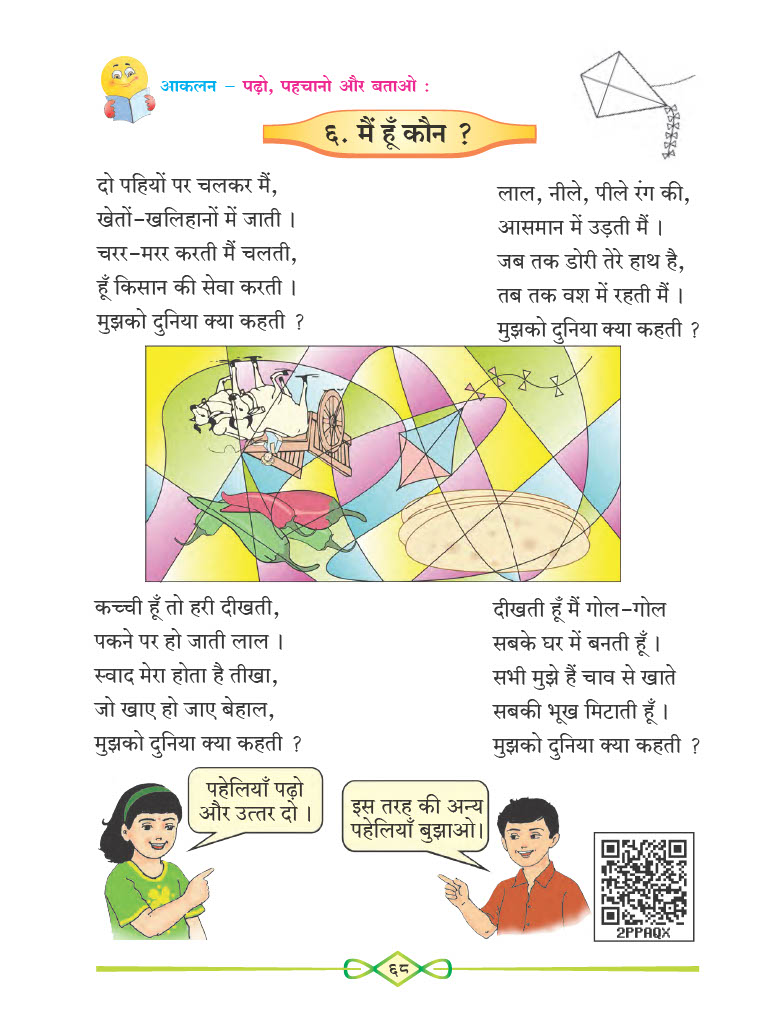 आकलन – पढ़ो, पहचानो और बताओ :
६. मैं हूँ कौन ?
दो पहियों पर चलकर मैं,
खेतों-खलिहानों में जाती ।
चरर-मरर करती मैं चलती,
हूँ किसान की सेवा करती ।
मुझको दुनिया क्या कहती ?
लाल, नीले, पीले रंग की,
आसमान में उड़ती मैं ।
जब तक डोरी तेरे हाथ है,
तब तक वश में रहती मैं ।
मुझको दुनिया क्या कहती ?
कच्ची हूँ तो हरी दीखती,
पकने पर हो जाती लाल ।
स्वाद मेरा होता है तीखा,
जो खाए हो जाए बेहाल,
मुझको दुनिया क्या कहती ?
दीखती हूँ मैं गोल-गोल
सबके घर में बनती हूँ ।
सभी मुझे हैं चाव से खाते
सबकी भूख मिटाती हूँ ।
मुझको दुनिया क्या कहती ?
पहेलियाँ पढ़ो
और उत्तर दो ।
इस तरह की अन्य
पहेलियाँ बुझाओ।
2PPAQX
६८